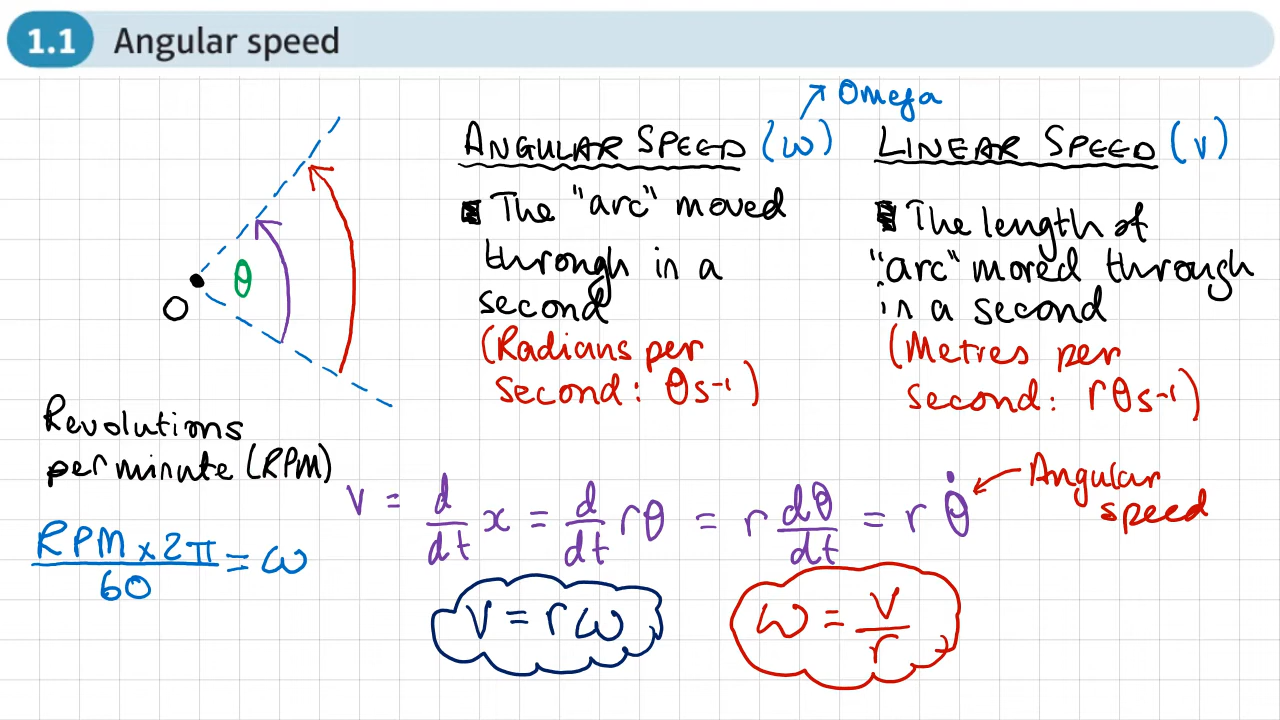 1.1 Angular speed
Omega
ANGULAR SPEED (ω)
The "arc" moved
through in a
second
(Radians per
second: θs⁻¹)
LINEAR SPEED (v)
The length of
"arc" moved through
in a second
(Metres per
second: rθs⁻¹)
θ
O
Revolutions
per minute (RPM)
RPM × 2π / 60 = ω
v = d/dt x = d/dt rθ = r dθ/dt = r θ̇
Angular
speed
v = rω
ω = v/r